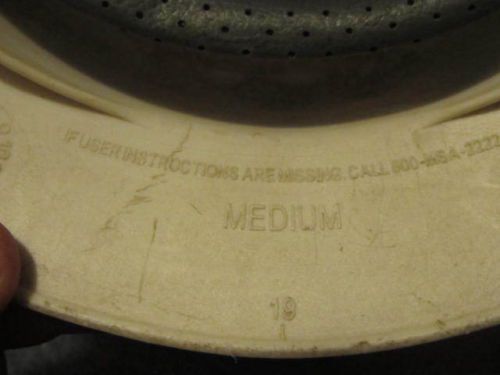 IF USER INSTRUCTIONS ARE MISSING. CALL 800-MSA-2222
MEDIUM
19